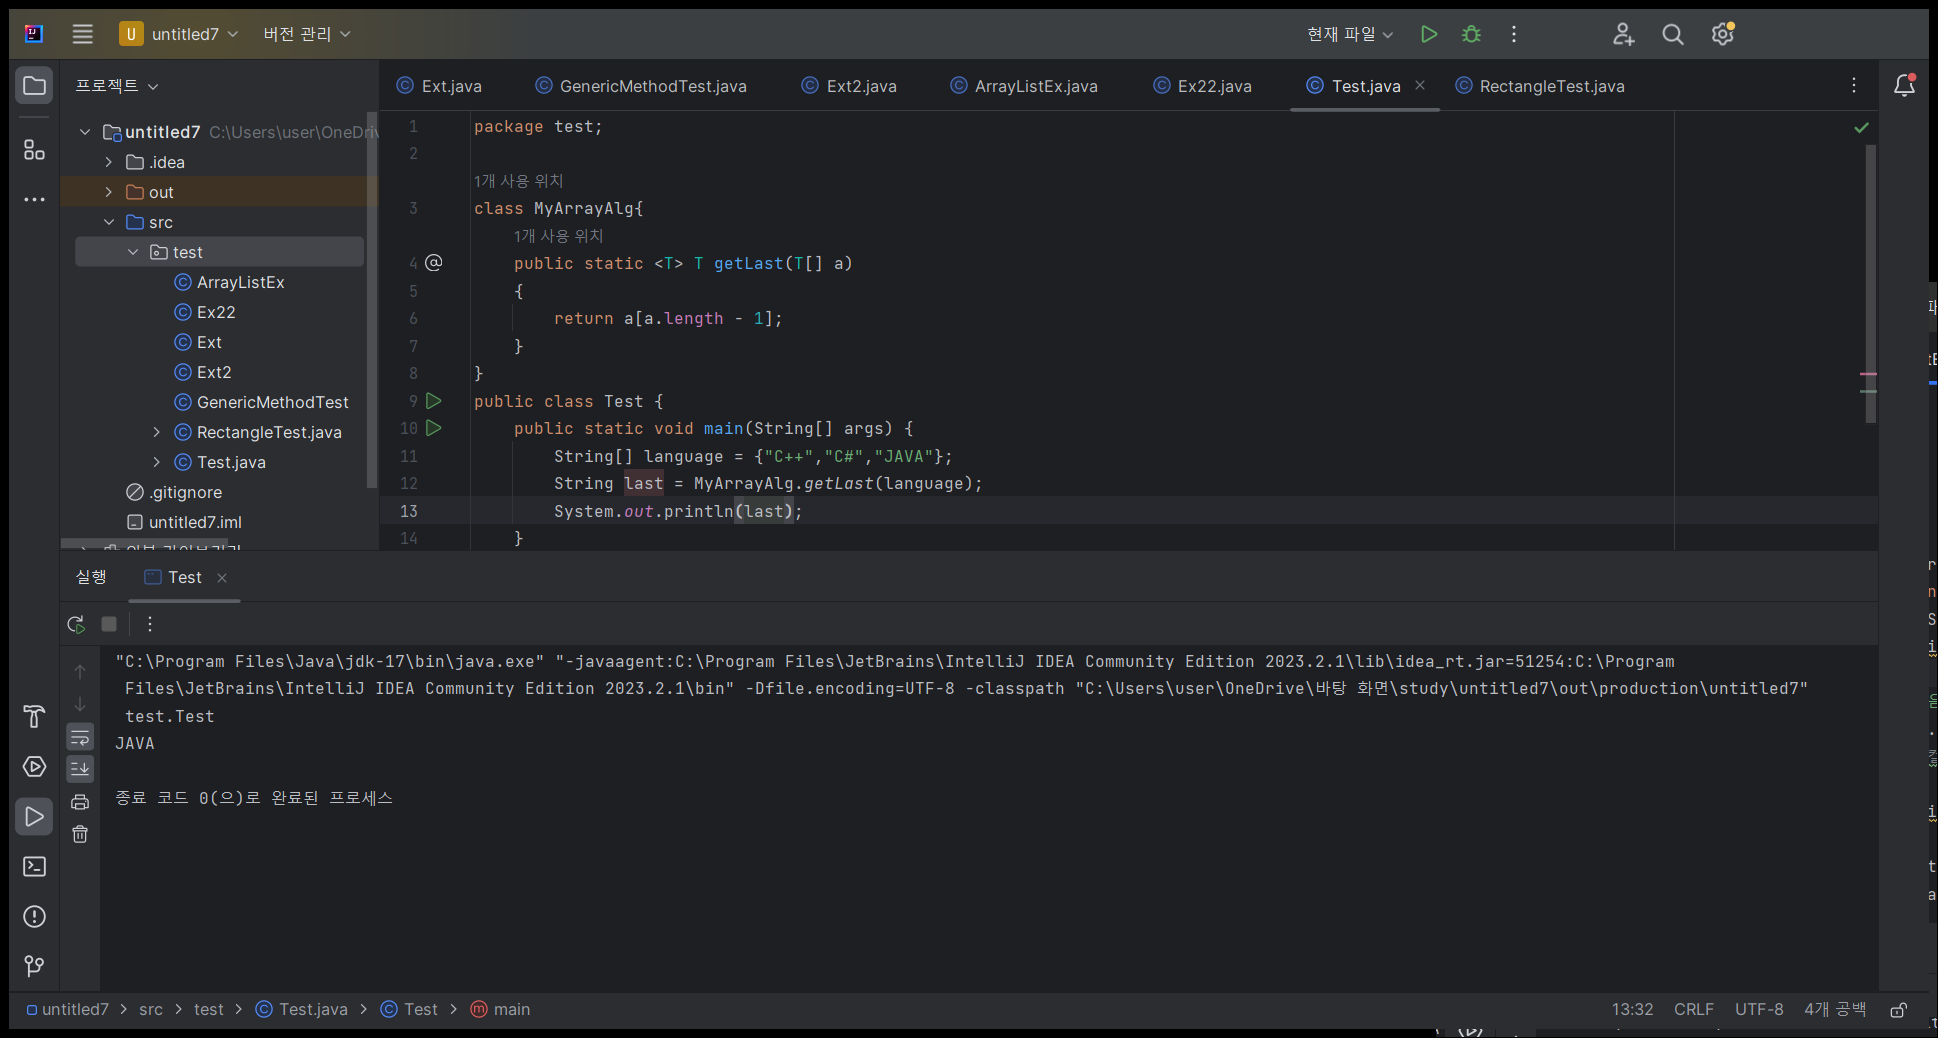 U untitled7 버전 관리 현재 파일
프로젝트
Ext.java GenericMethodTest.java Ext2.java ArrayListEx.java Ex22.java Test.java RectangleTest.java
untitled7 C:\Users\user\OneDriv
.idea
out
src
test
ArrayListEx
Ex22
Ext
Ext2
GenericMethodTest
RectangleTest.java
Test.java
.gitignore
untitled7.iml
1 package test;
2
1개 사용 위치
3 class MyArrayAlg{
1개 사용 위치
4 @ public static <T> T getLast(T[] a)
5 {
6 return a[a.length - 1];
7 }
8 }
9 public class Test {
10 public static void main(String[] args) {
11 String[] language = {"C++","C#","JAVA"};
12 String last = MyArrayAlg.getLast(language);
13 System.out.println(last);
14 }
실행 Test
"C:\Program Files\Java\jdk-17\bin\java.exe" "-javaagent:C:\Program Files\JetBrains\IntelliJ IDEA Community Edition 2023.2.1\lib\idea_rt.jar=51254:C:\Program
Files\JetBrains\IntelliJ IDEA Community Edition 2023.2.1\bin" -Dfile.encoding=UTF-8 -classpath "C:\Users\user\OneDrive\바탕 화면\study\untitled7\out\production\untitled7"
test.Test
JAVA
종료 코드 0(으)로 완료된 프로세스
untitled7 > src > test > Test.java > Test > main 13:32 CRLF UTF-8 4개 공백